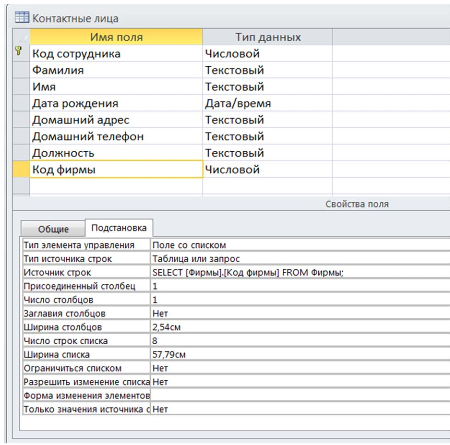 Контактные лица
Имя поля Тип данных
Код сотрудника Числовой
Фамилия Текстовый
Имя Текстовый
Дата рождения Дата/время
Домашний адрес Текстовый
Домашний телефон Текстовый
Должность Текстовый
Код фирмы Числовой
Свойства поля
Общие Подстановка
Тип элемента управления Поле со списком
Тип источника строк Таблица или запрос
Источник строк SELECT [Фирмы].[Код фирмы] FROM Фирмы;
Присоединенный столбец 1
Число столбцов 1
Заглавия столбцов Нет
Ширина столбцов 2,54см
Число строк списка 8
Ширина списка 57,79см
Ограничиться списком Нет
Разрешить изменение списка Нет
Форма изменения элементов
Только значения источника с Нет